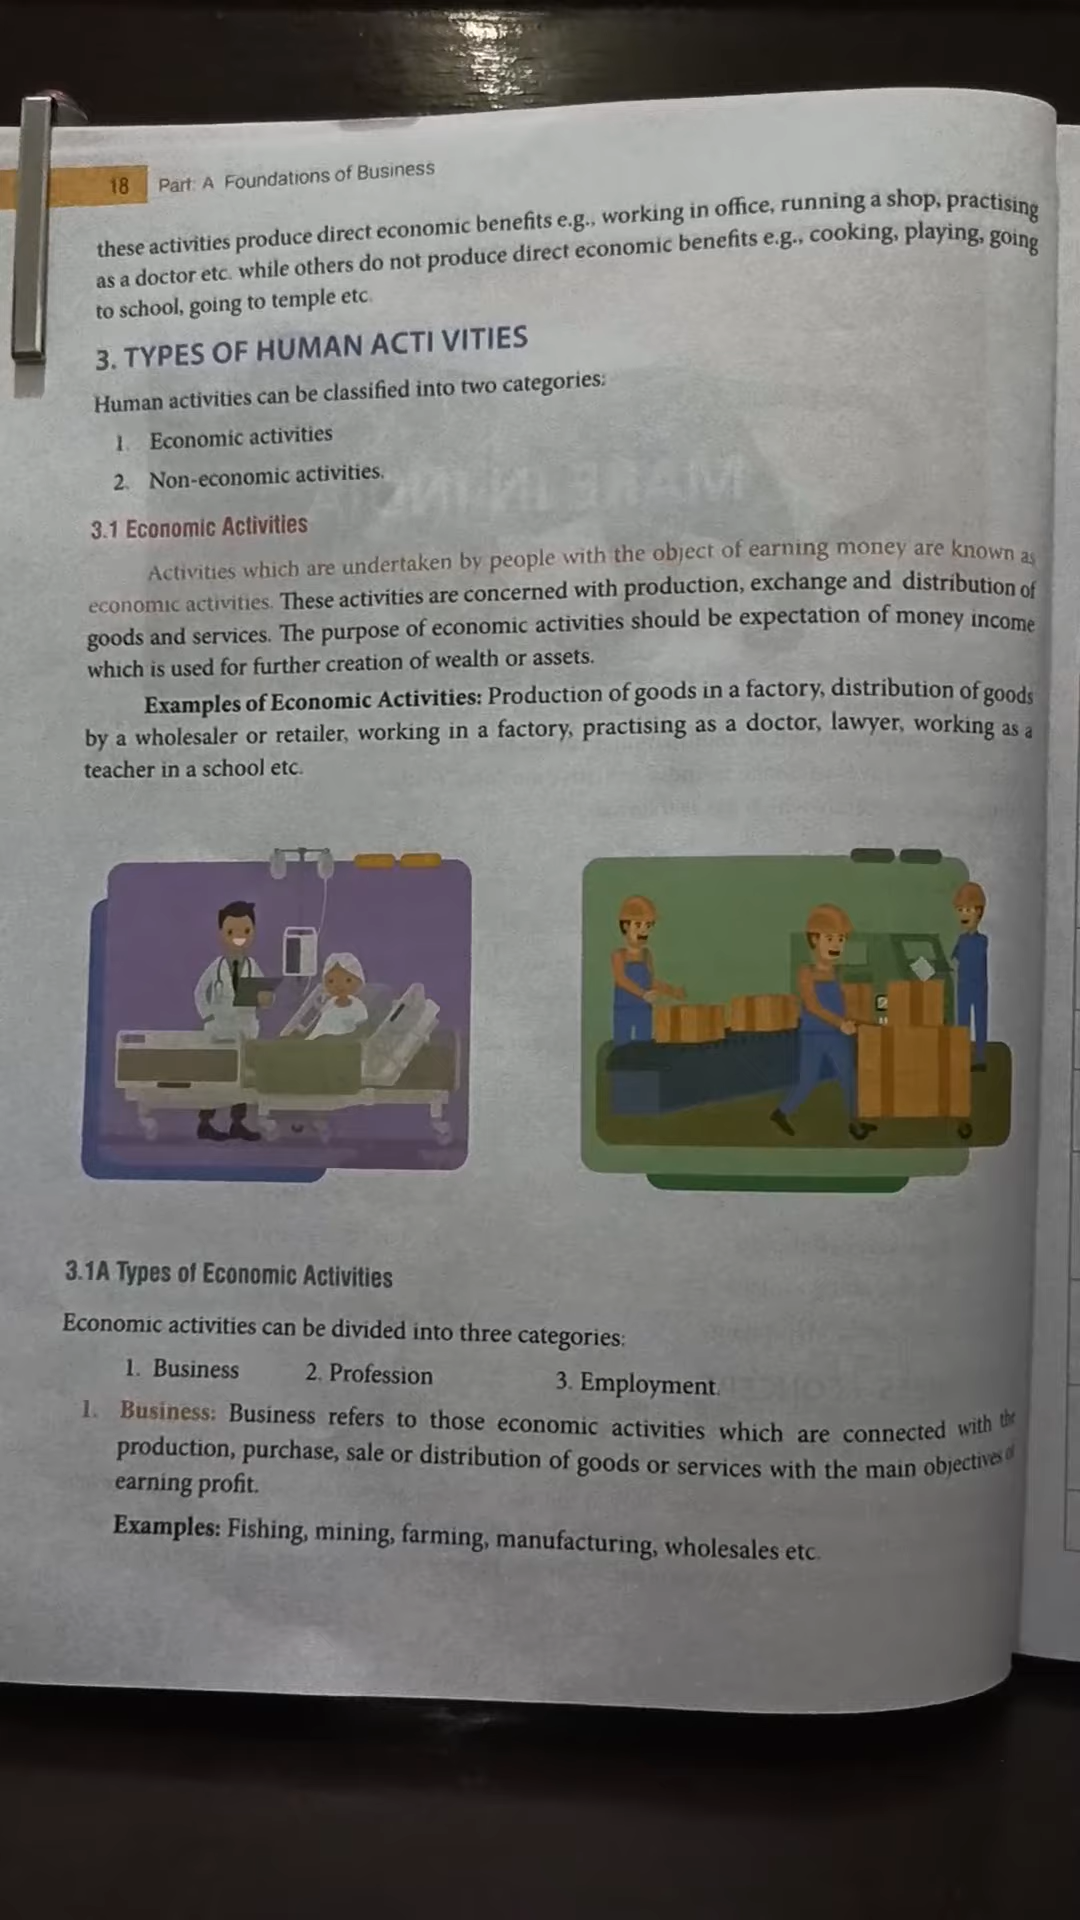 18 Part: A Foundations of Business
these activities produce direct economic benefits e.g., working in office, running a shop, practising
as a doctor etc. while others do not produce direct economic benefits e.g., cooking, playing, going
to school, going to temple etc.
3. TYPES OF HUMAN ACTI VITIES
Human activities can be classified into two categories:
1. Economic activities
2. Non-economic activities.
3.1 Economic Activities
Activities which are undertaken by people with the object of earning money are known as
economic activities. These activities are concerned with production, exchange and distribution of
goods and services. The purpose of economic activities should be expectation of money income
which is used for further creation of wealth or assets.
Examples of Economic Activities: Production of goods in a factory, distribution of goods
by a wholesaler or retailer, working in a factory, practising as a doctor, lawyer, working as a
teacher in a school etc.
3.1A Types of Economic Activities
Economic activities can be divided into three categories:
1. Business 2. Profession 3. Employment.
1. Business: Business refers to those economic activities which are connected with the
production, purchase, sale or distribution of goods or services with the main objectives of
earning profit.
Examples: Fishing, mining, farming, manufacturing, wholesales etc.